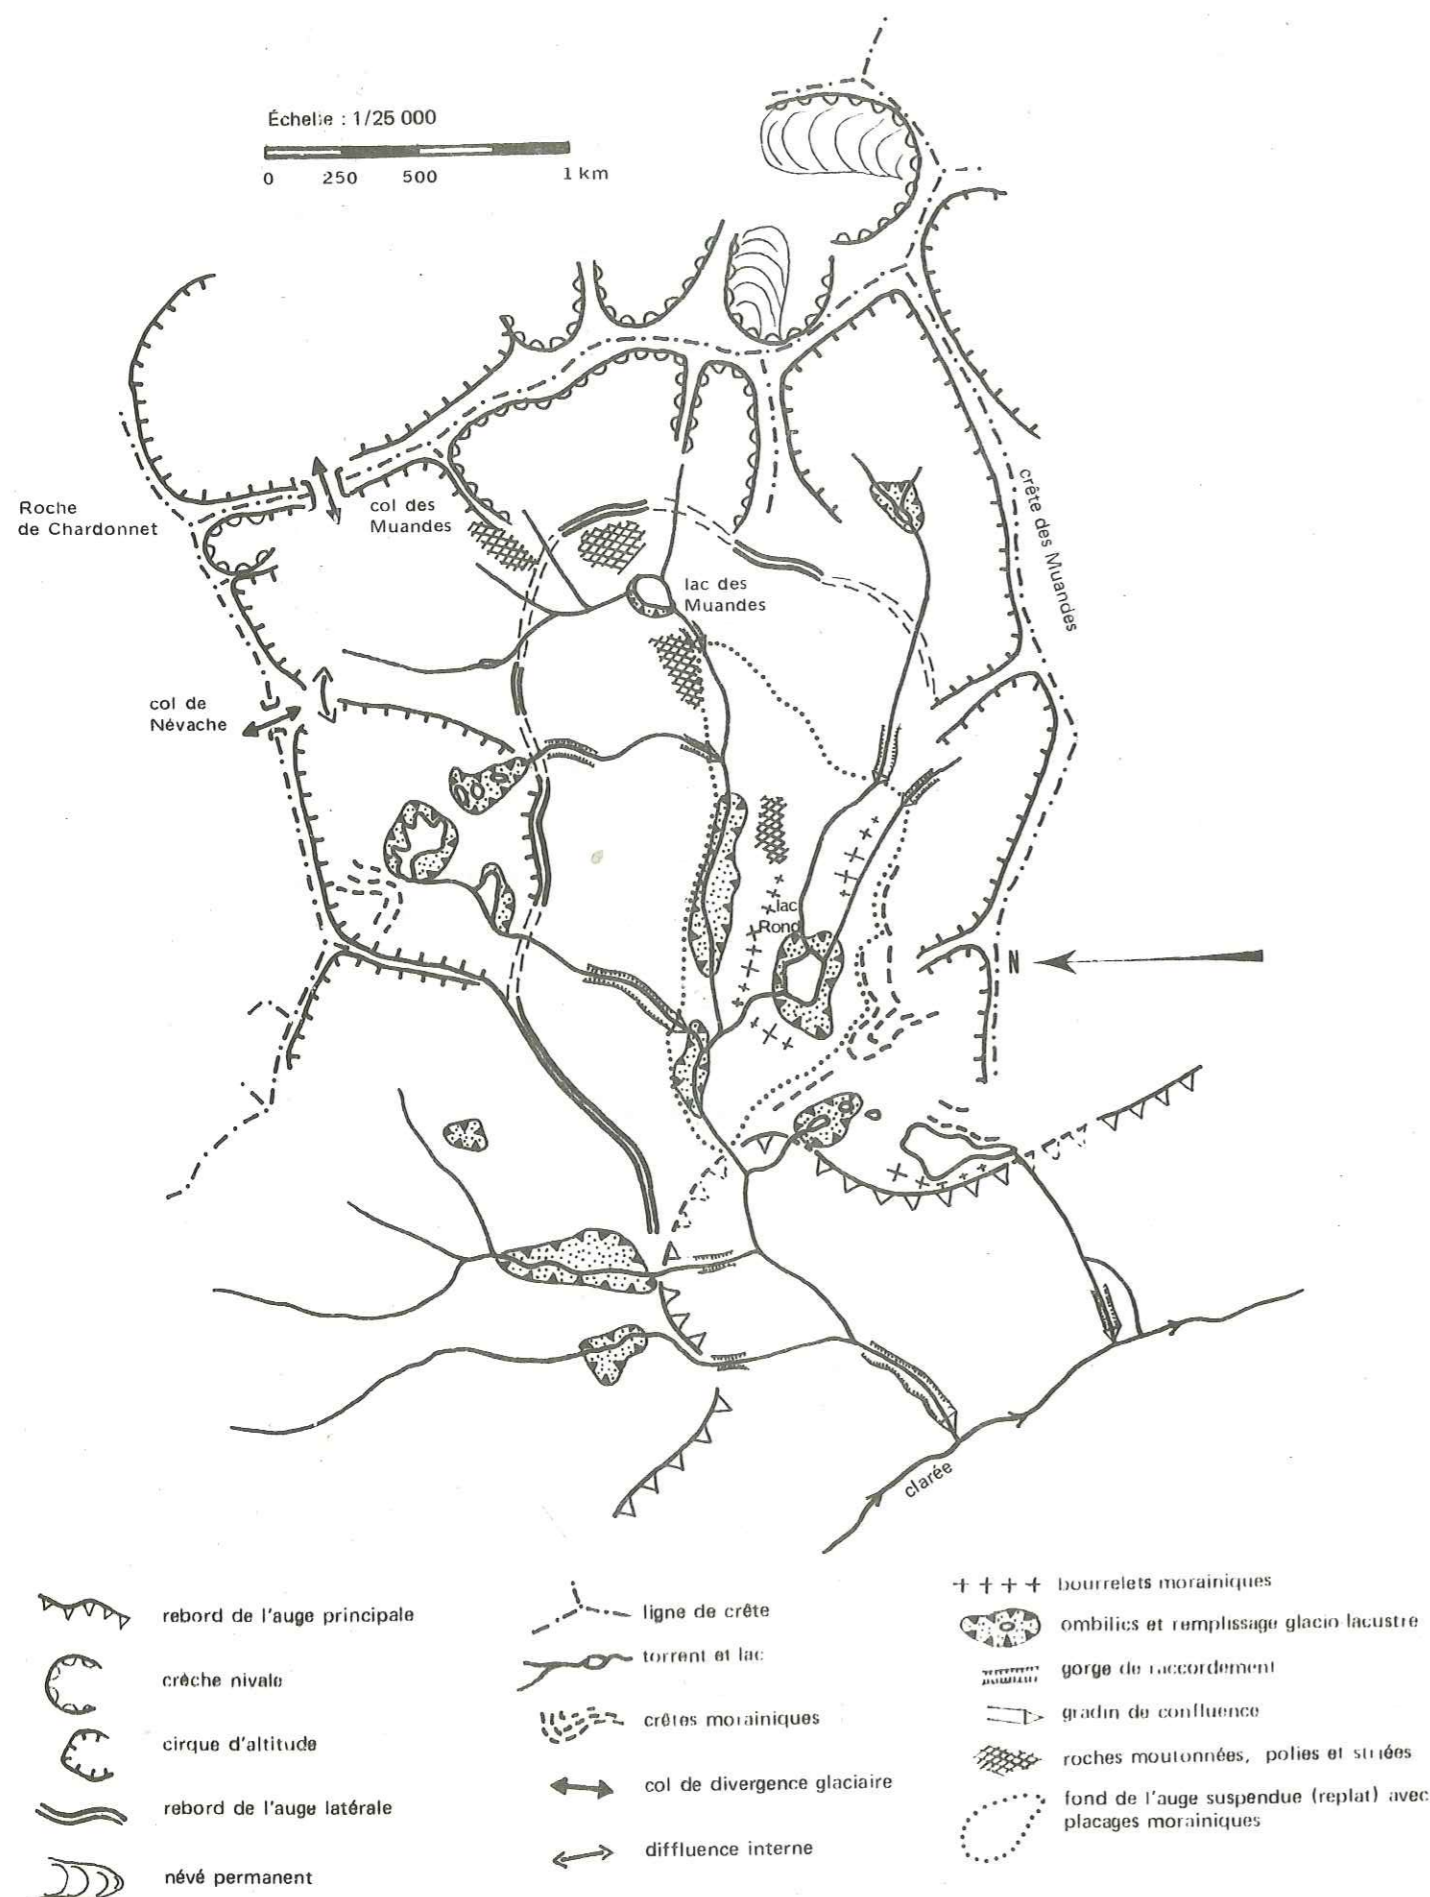 Échelle : 1/25 000
0 250 500 1 km
Roche
de Chardonnet
col des
Muandes
crête des Muandes
lac des
Muandes
col de
Névache
lac
Rond
N
clarée
rebord de l'auge principale
crèche nivale
cirque d'altitude
rebord de l'auge latérale
névé permanent
ligne de crête
torrent et lac
crêtes morainiques
col de divergence glaciaire
diffluence interne
bourrelets morainiques
ombilics et remplissage glacio lacustre
gorge de raccordement
gradin de confluence
roches moutonnées, polies et striées
fond de l'auge suspendue (replat) avec
placages morainiques